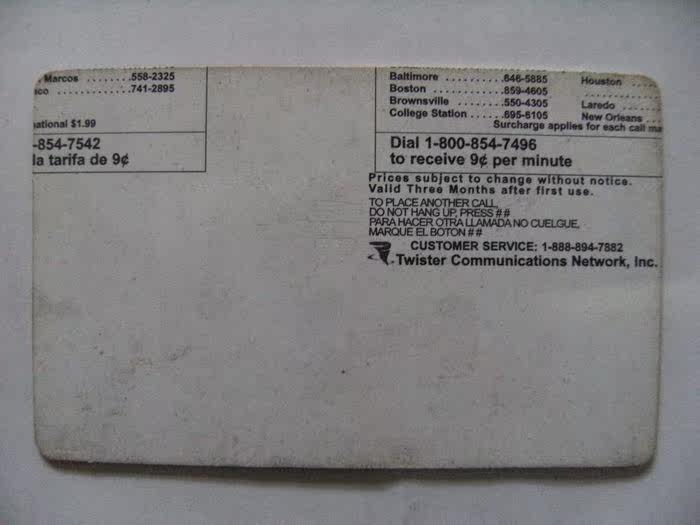 Marcos ........558-2325
co ............741-2895
national $1.99
-854-7542
la tarifa de 9¢
Baltimore ..........646-5885
Boston .............859-4605
Brownsville ........550-4305
College Station ....695-6105
Houston
Laredo
New Orleans
Surcharge applies for each call ma
Dial 1-800-854-7496
to receive 9¢ per minute
Prices subject to change without notice.
Valid Three Months after first use.
TO PLACE ANOTHER CALL,
DO NOT HANG UP, PRESS ##
PARA HACER OTRA LLAMADA NO CUELGUE,
MARQUE EL BOTON ##
CUSTOMER SERVICE: 1-888-894-7882
Twister Communications Network, Inc.